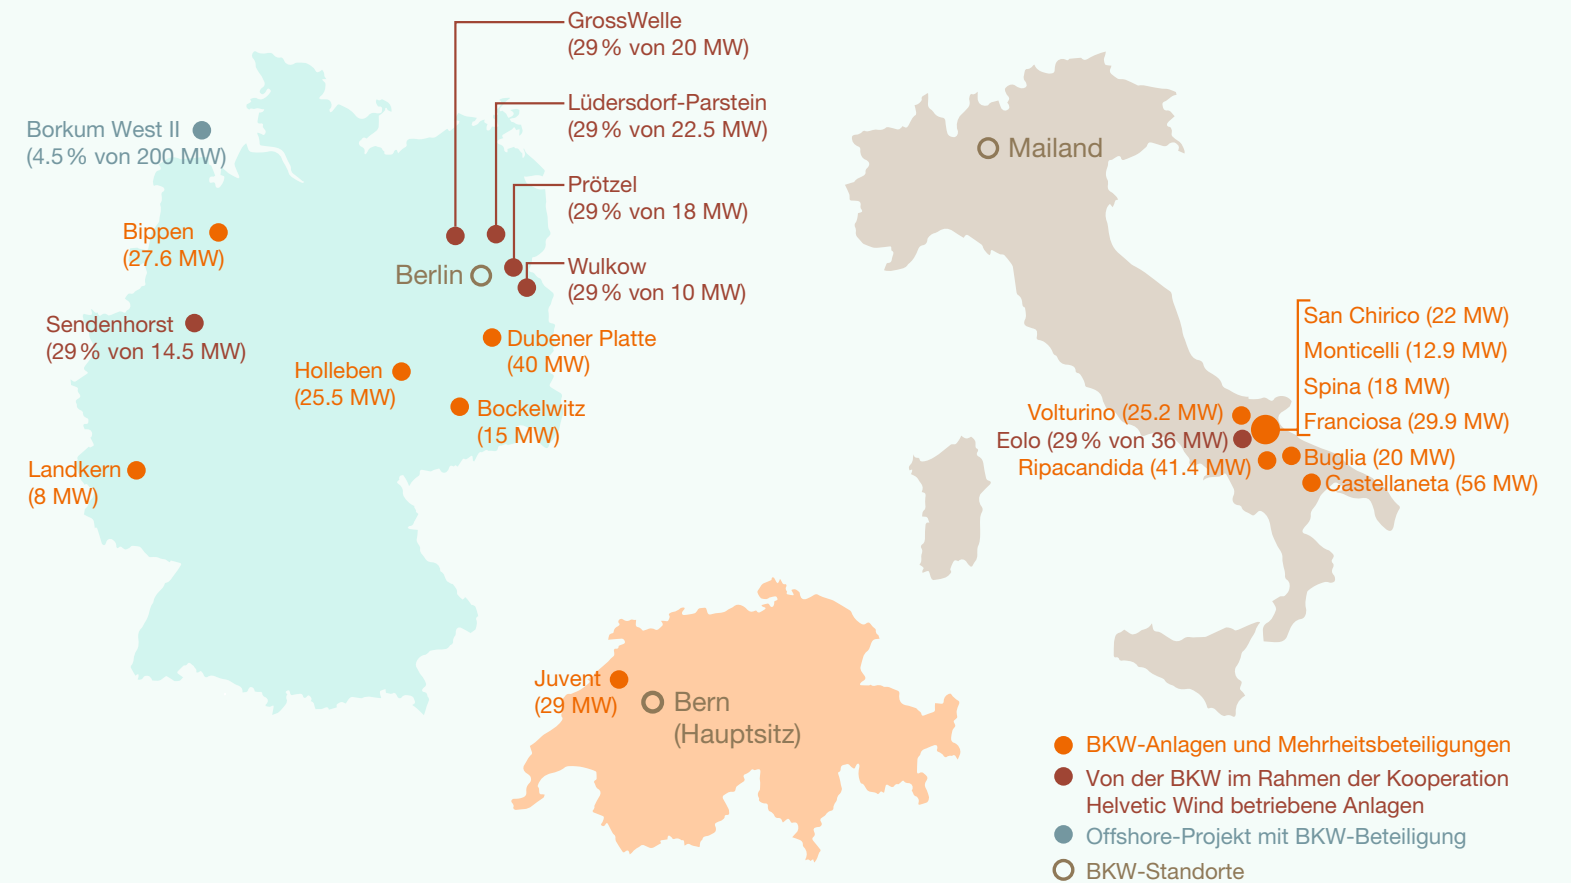 GrossWelle
(29 % von 20 MW)
Lüdersdorf-Parstein
(29 % von 22.5 MW)
Borkum West II
(4.5 % von 200 MW)
Prötzel
(29 % von 18 MW)
Bippen
(27.6 MW)
Berlin
Wulkow
(29 % von 10 MW)
Sendenhorst
(29 % von 14.5 MW)
Dubener Platte
(40 MW)
Holleben
(25.5 MW)
Bockelwitz
(15 MW)
Landkern
(8 MW)
Mailand
San Chirico (22 MW)
Monticelli (12.9 MW)
Spina (18 MW)
Franciosa (29.9 MW)
Volturino (25.2 MW)
Eolo (29 % von 36 MW)
Ripacandida (41.4 MW)
Buglia (20 MW)
Castellaneta (56 MW)
Juvent
(29 MW)
Bern
(Hauptsitz)
BKW-Anlagen und Mehrheitsbeteiligungen
Von der BKW im Rahmen der Kooperation
Helvetic Wind betriebene Anlagen
Offshore-Projekt mit BKW-Beteiligung
BKW-Standorte